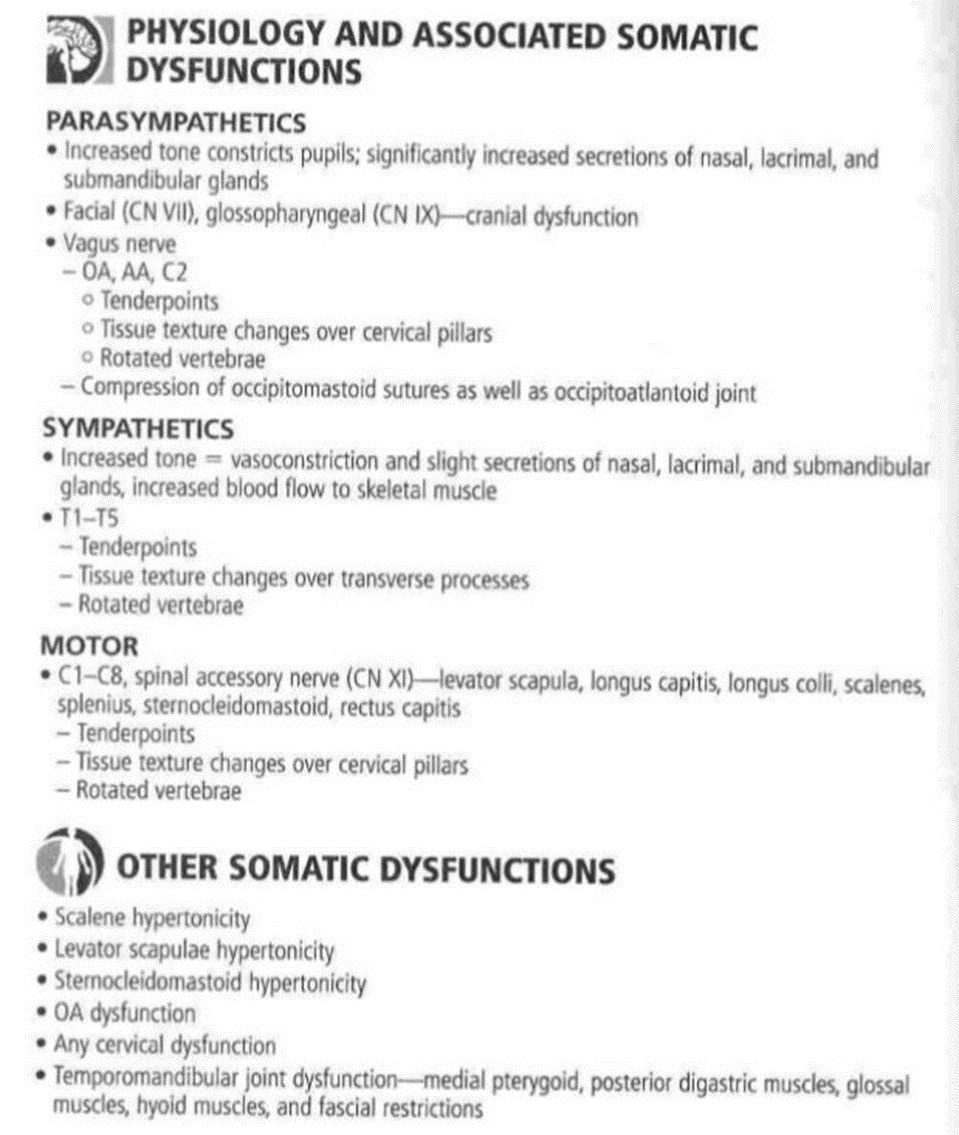 PHYSIOLOGY AND ASSOCIATED SOMATIC
DYSFUNCTIONS
PARASYMPATHETICS
• Increased tone constricts pupils; significantly increased secretions of nasal, lacrimal, and
submandibular glands
• Facial (CN VII), glossopharyngeal (CN IX)—cranial dysfunction
• Vagus nerve
– OA, AA, C2
○ Tenderpoints
○ Tissue texture changes over cervical pillars
○ Rotated vertebrae
– Compression of occipitomastoid sutures as well as occipitoatlantoid joint
SYMPATHETICS
• Increased tone = vasoconstriction and slight secretions of nasal, lacrimal, and submandibular
glands, increased blood flow to skeletal muscle
• T1–T5
– Tenderpoints
– Tissue texture changes over transverse processes
– Rotated vertebrae
MOTOR
• C1–C8, spinal accessory nerve (CN XI)—levator scapula, longus capitis, longus colli, scalenes,
splenius, sternocleidomastoid, rectus capitis
– Tenderpoints
– Tissue texture changes over cervical pillars
– Rotated vertebrae
OTHER SOMATIC DYSFUNCTIONS
• Scalene hypertonicity
• Levator scapulae hypertonicity
• Sternocleidomastoid hypertonicity
• OA dysfunction
• Any cervical dysfunction
• Temporomandibular joint dysfunction—medial pterygoid, posterior digastric muscles, glossal
muscles, hyoid muscles, and fascial restrictions